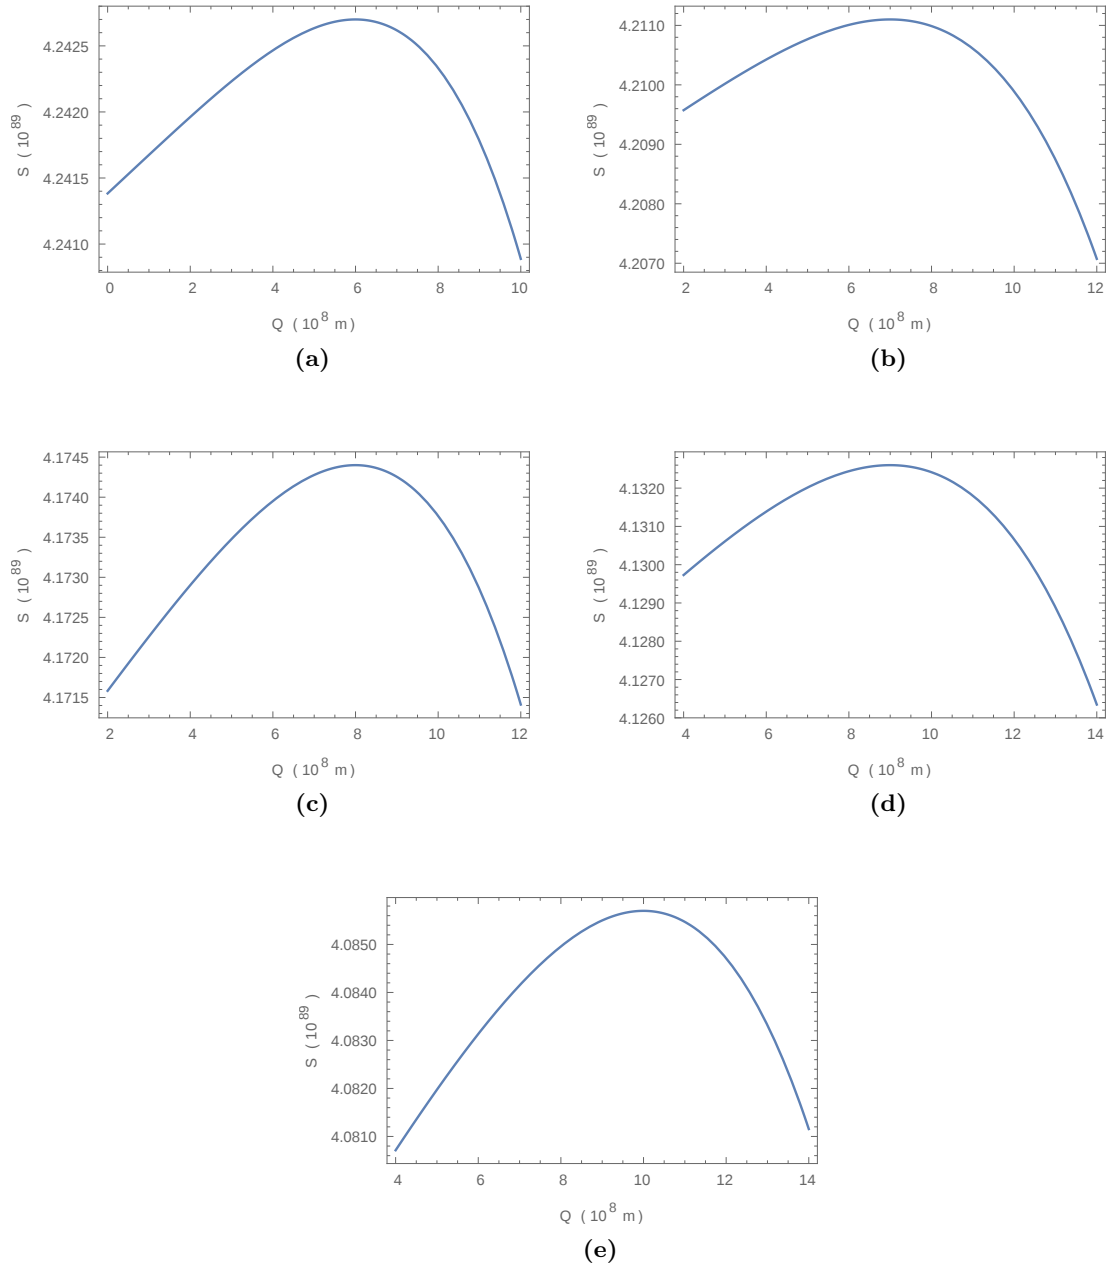 4.2425
4.2420
4.2415
4.2410
S ( 10^89 )
0 2 4 6 8 10
Q ( 10^8 m )
(a)
4.2110
4.2100
4.2090
4.2080
4.2070
S ( 10^89 )
2 4 6 8 10 12
Q ( 10^8 m )
(b)
4.1745
4.1740
4.1735
4.1730
4.1725
4.1720
4.1715
S ( 10^89 )
2 4 6 8 10 12
Q ( 10^8 m )
(c)
4.1320
4.1310
4.1300
4.1290
4.1280
4.1270
4.1260
S ( 10^89 )
4 6 8 10 12 14
Q ( 10^8 m )
(d)
4.0850
4.0840
4.0830
4.0820
4.0810
S ( 10^89 )
4 6 8 10 12 14
Q ( 10^8 m )
(e)